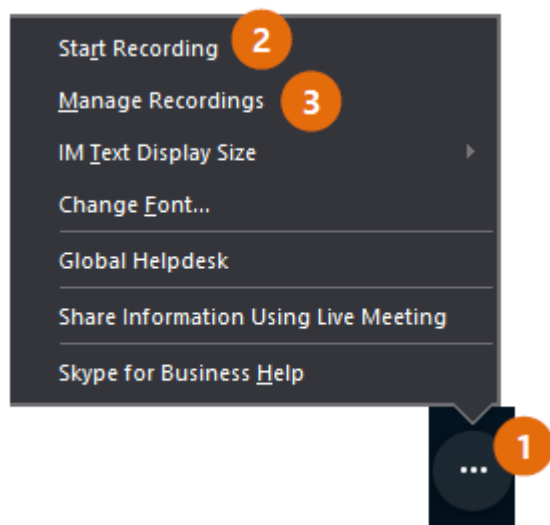 Start Recording 2
Manage Recordings 3
IM Text Display Size
Change Font...
Global Helpdesk
Share Information Using Live Meeting
Skype for Business Help
... 1